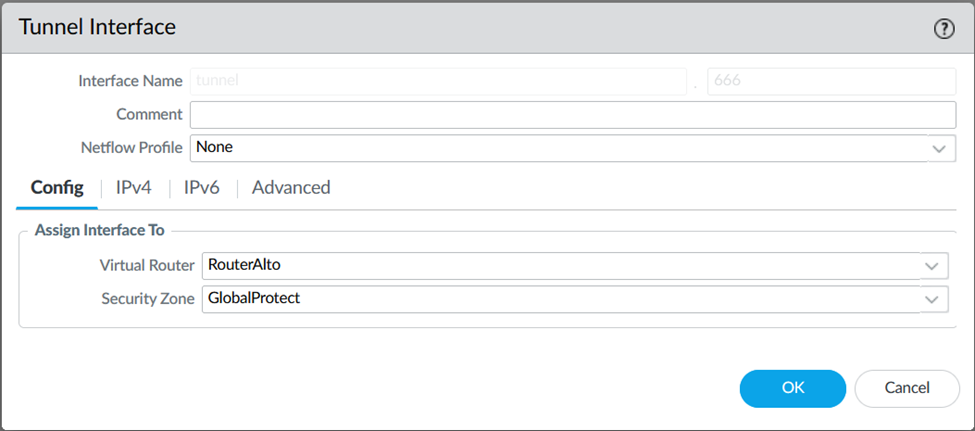 Tunnel Interface ?
Interface Name tunnel . 666
Comment
Netflow Profile None
Config IPv4 IPv6 Advanced
Assign Interface To
Virtual Router RouterAlto
Security Zone GlobalProtect
OK Cancel